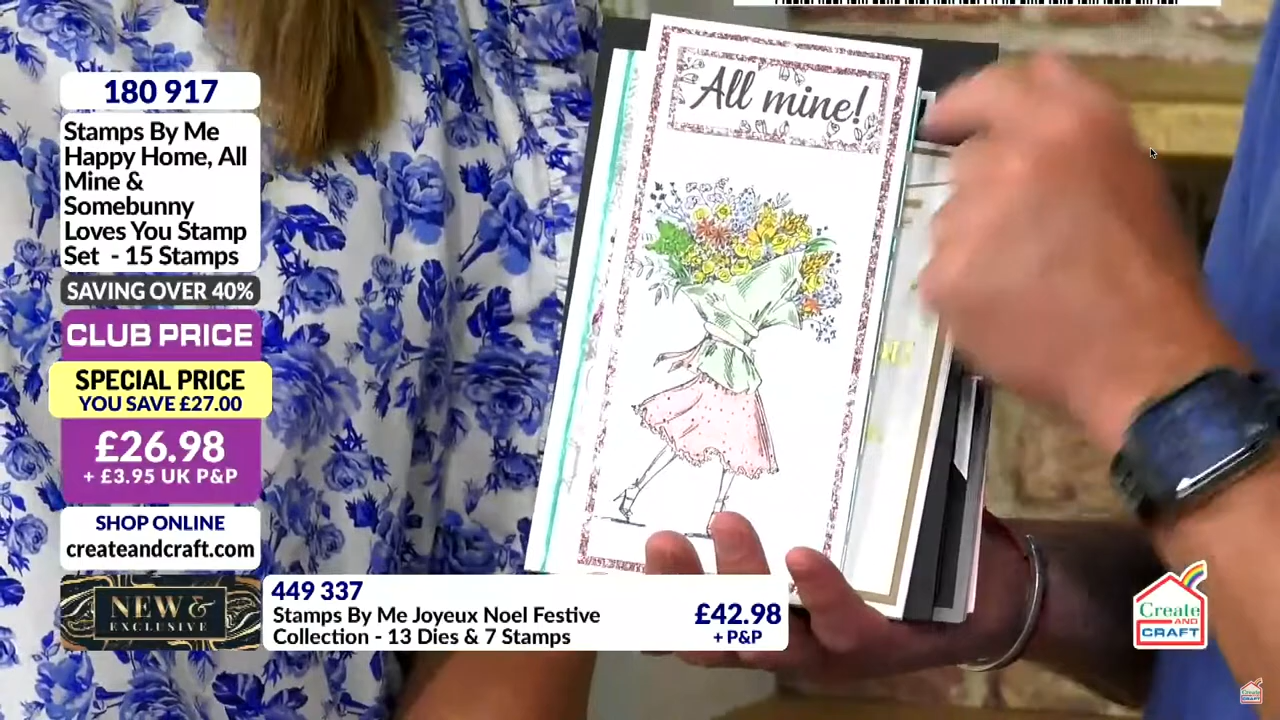 180 917
Stamps By Me
Happy Home, All
Mine &
Somebunny
Loves You Stamp
Set - 15 Stamps
SAVING OVER 40%
CLUB PRICE
SPECIAL PRICE
YOU SAVE £27.00
£26.98
+ £3.95 UK P&P
SHOP ONLINE
createandcraft.com
NEW &
EXCLUSIVE
449 337
Stamps By Me Joyeux Noel Festive
Collection - 13 Dies & 7 Stamps
£42.98
+ P&P
All mine!
Create
AND
CRAFT